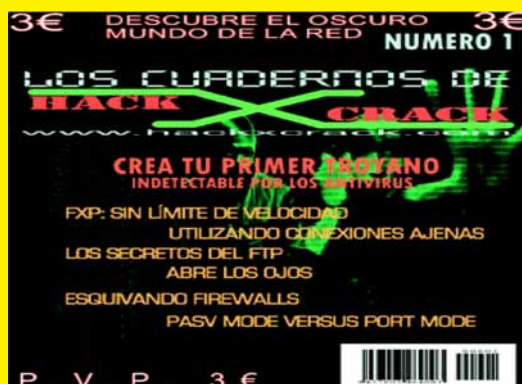 3€ DESCUBRE EL OSCURO 3€
MUNDO DE LA RED
NUMERO 1
LOS CUADERNOS DE
HACK X CRACK
www.hackxcrack.com
CREA TU PRIMER TROYANO
INDETECTABLE POR LOS ANTIVIRUS
FXP: SIN LÍMITE DE VELOCIDAD
UTILIZANDO CONEXIONES AJENAS
LOS SECRETOS DEL FTP
ABRE LOS OJOS
ESQUIVANDO FIREWALLS
PASV MODE VERSUS PORT MODE
P.V.P. 3€